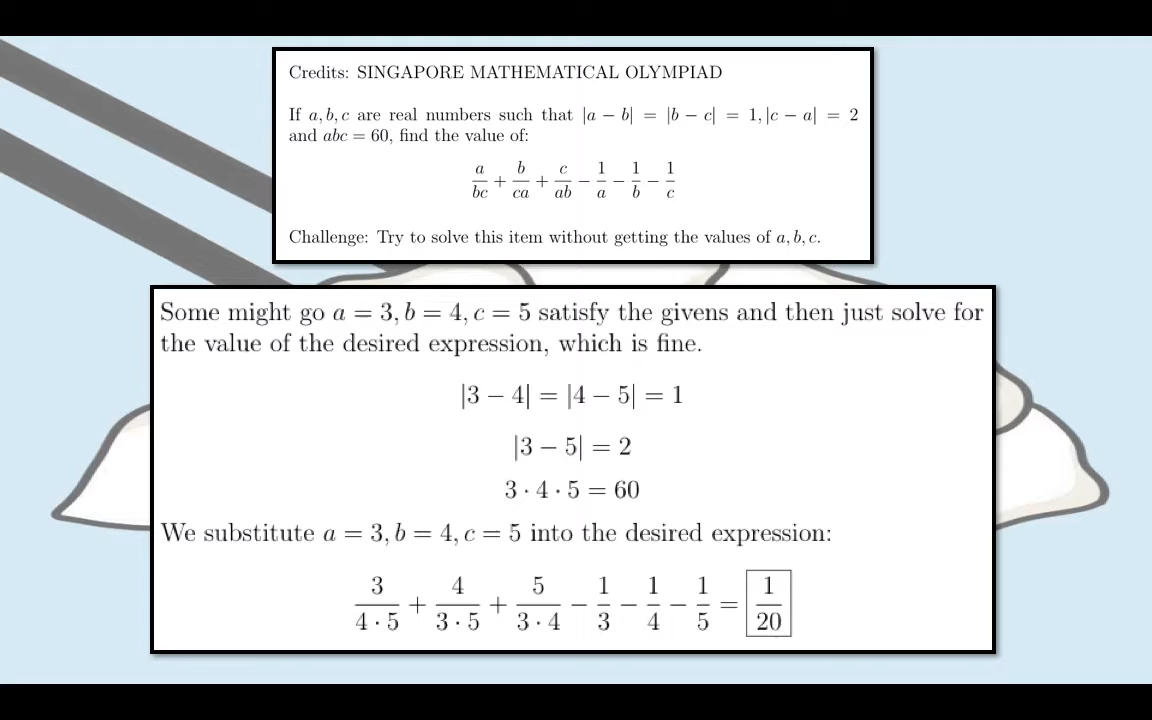 Credits: SINGAPORE MATHEMATICAL OLYMPIAD
If a, b, c are real numbers such that |a − b| = |b − c| = 1, |c − a| = 2
and abc = 60, find the value of:
a/bc + b/ca + c/ab − 1/a − 1/b − 1/c
Challenge: Try to solve this item without getting the values of a, b, c.
Some might go a = 3, b = 4, c = 5 satisfy the givens and then just solve for
the value of the desired expression, which is fine.
|3 − 4| = |4 − 5| = 1
|3 − 5| = 2
3 · 4 · 5 = 60
We substitute a = 3, b = 4, c = 5 into the desired expression:
3/4 · 5 + 4/3 · 5 + 5/3 · 4 − 1/3 − 1/4 − 1/5 = 1/20